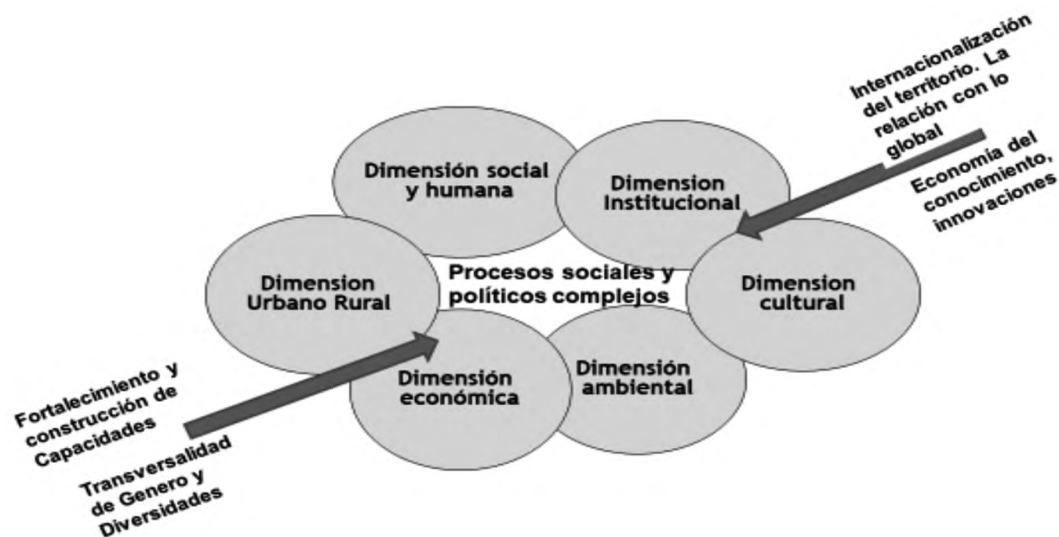 Internacionalización
del territorio. La
relación con lo
global
Economía del
conocimiento,
innovaciones
Dimensión social
y humana
Dimension
Institucional
Dimension
Urbano Rural
Procesos sociales y
políticos complejos
Dimension
cultural
Dimensión
económica
Dimensión
ambiental
Fortalecimiento y
construcción de
Capacidades
Transversalidad
de Genero y
Diversidades